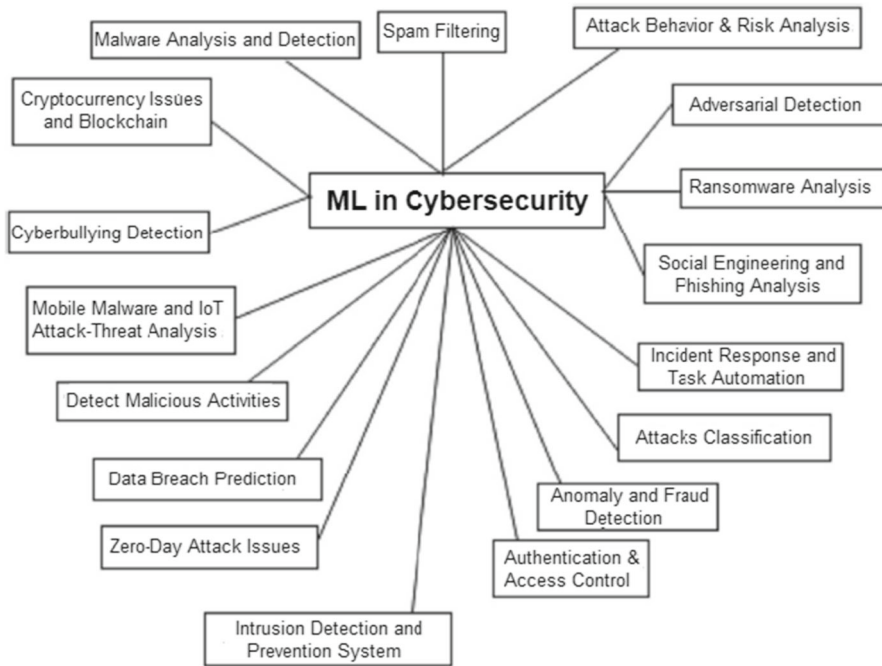 Malware Analysis and Detection
Spam Filtering
Attack Behavior & Risk Analysis
Cryptocurrency Issues
and Blockchain
Adversarial Detection
Ransomware Analysis
ML in Cybersecurity
Cyberbullying Detection
Social Engineering and
Fhishing Analysis
Mobile Malware and IoT
Attack-Threat Analysis
Incident Response and
Task Automation
Detect Malicious Activities
Attacks Classification
Data Breach Prediction
Anomaly and Fraud
Detection
Zero-Day Attack Issues
Authentication &
Access Control
Intrusion Detection and
Prevention System